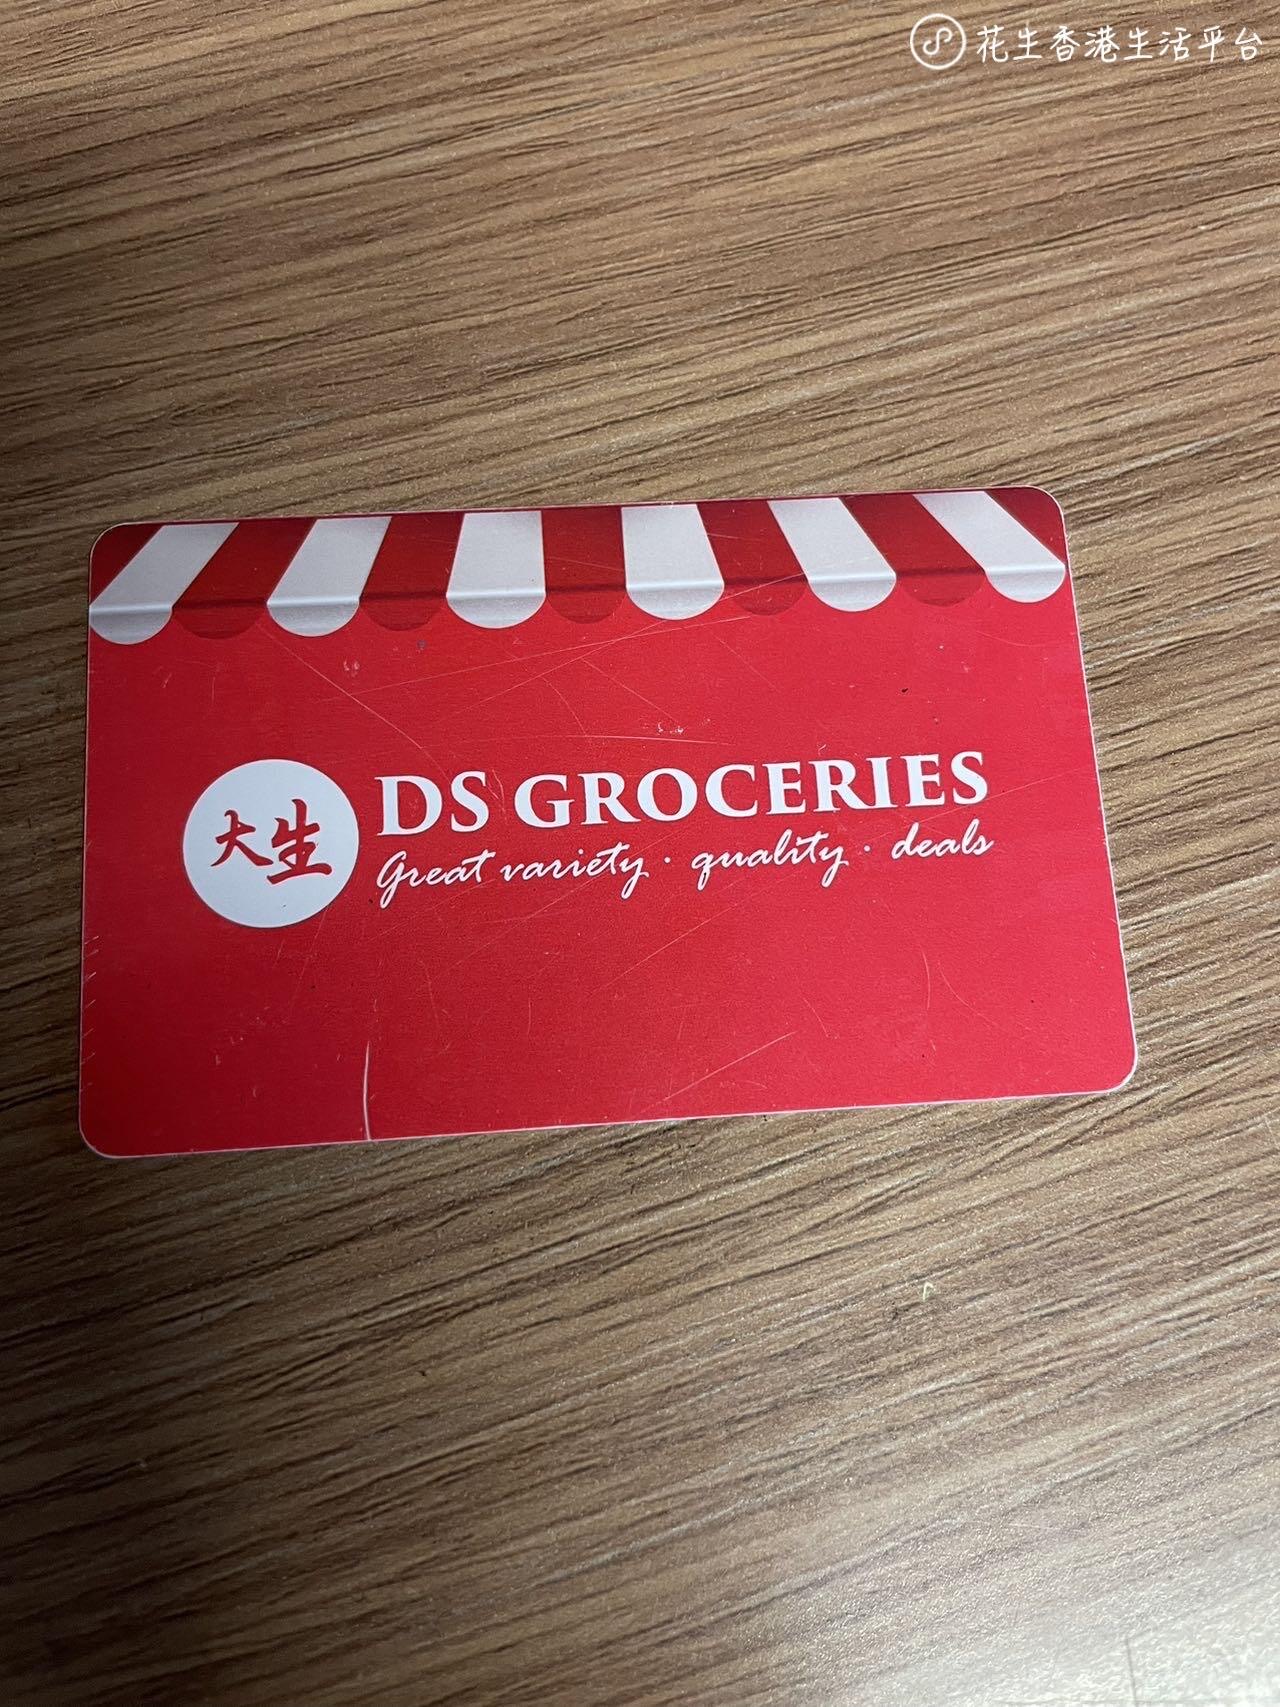 花生香港生活平台
大生
DS GROCERIES
Great variety · quality · deals